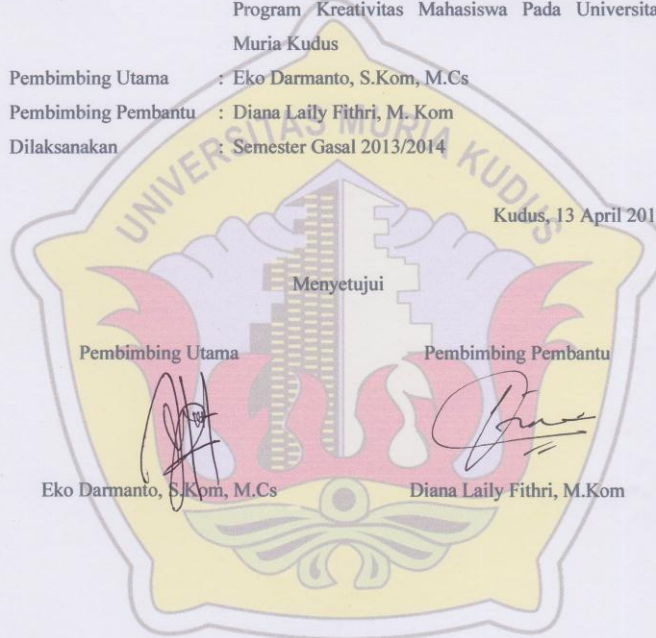 Program Kreativitas Mahasiswa Pada Universita
Muria Kudus
Pembimbing Utama : Eko Darmanto, S.Kom, M.Cs
Pembimbing Pembantu : Diana Laily Fithri, M. Kom
Dilaksanakan : Semester Gasal 2013/2014
UNIVERSITAS MURIA KUDUS
Kudus, 13 April 201
Menyetujui
Pembimbing Utama Pembimbing Pembantu
Eko Darmanto, S.Kom, M.Cs Diana Laily Fithri, M.Kom